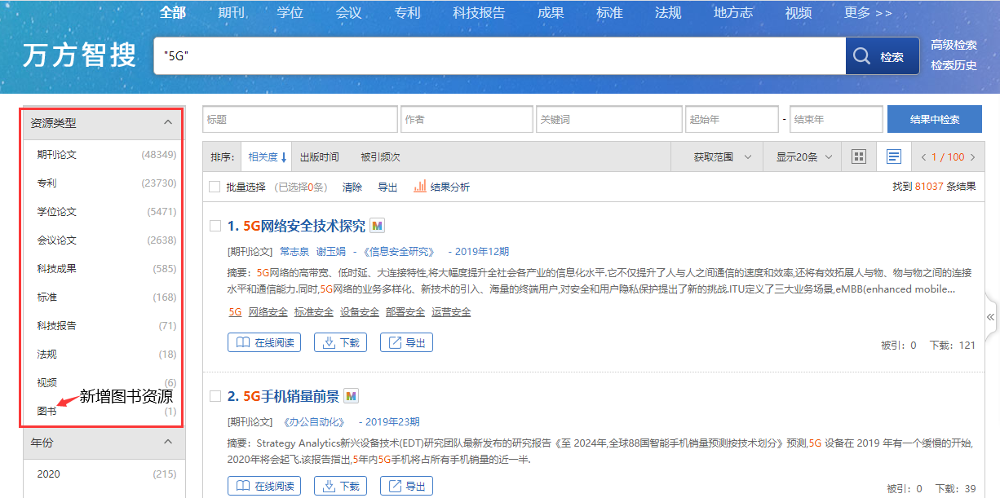 全部 期刊 学位 会议 专利 科技报告 成果 标准 法规 地方志 视频 更多 >>
万方智搜
"5G"
检索
高级检索
检索历史
资源类型
期刊论文 (48349)
专利 (23730)
学位论文 (5471)
会议论文 (2638)
科技成果 (585)
标准 (168)
科技报告 (71)
法规 (18)
视频 (6)
新增图书资源
图书 (1)
年份
2020 (215)
标题 作者 关键词 起始年 - 结束年 结果中检索
排序: 相关度 出版时间 被引频次 获取范围 显示20条 < 1 / 100 >
批量选择 (已选择0条) 清除 导出 结果分析 找到 81037 条结果
1. 5G网络安全技术探究 M
[期刊论文] 常志泉 谢玉娟 - 《信息安全研究》 - 2019年12期
摘要：5G网络的高带宽、低时延、大连接特性,将大幅度提升全社会各产业的信息化水平.它不仅提升了人与人之间通信的速度和效率,还将有效拓展人与物、物与物之间的连接
水平和通信能力.同时,5G网络的业务多样化、新技术的引入、海量的终端用户,对安全和用户隐私保护提出了新的挑战.ITU定义了三大业务场景,eMBB(enhanced mobile...
5G 网络安全 标准安全 设备安全 部署安全 运营安全
在线阅读 下载 导出
被引：0 下载：121
2. 5G手机销量前景 M
[期刊论文] 《办公自动化》 - 2019年23期
摘要：Strategy Analytics新兴设备技术(EDT)研究团队最新发布的研究报告《至 2024年,全球88国智能手机销量预测按技术划分》预测,5G 设备在 2019 年有一个缓慢的开始,
2020年将会起飞.该报告指出,5年内5G手机将占所有手机销量的近一半.
在线阅读 下载 导出
被引：0 下载：39
«